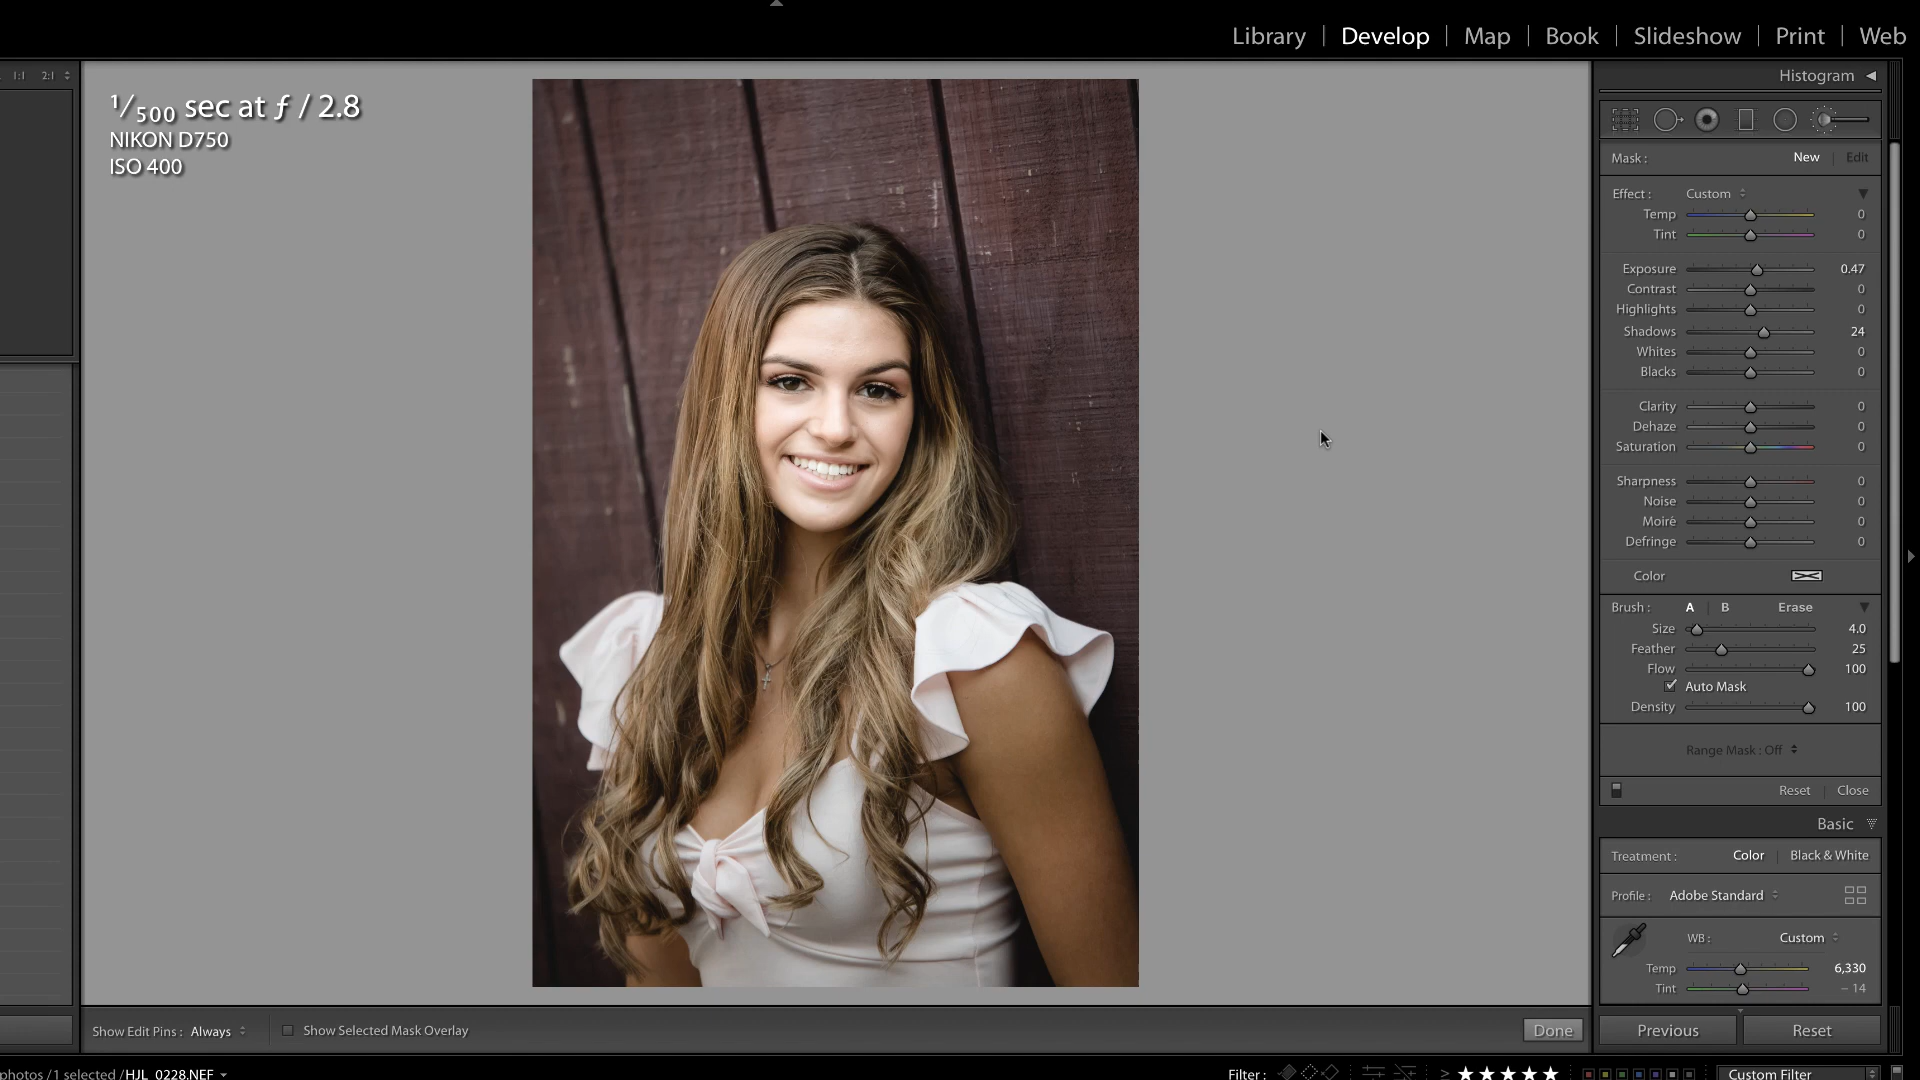 Library | Develop | Map | Book | Slideshow | Print | Web
1:1 2:1
Histogram
1/500 sec at ƒ / 2.8
NIKON D750
ISO 400
Mask : New | Edit
Effect : Custom
Temp 0
Tint 0
Exposure 0.47
Contrast 0
Highlights 0
Shadows 24
Whites 0
Blacks 0
Clarity 0
Dehaze 0
Saturation 0
Sharpness 0
Noise 0
Moiré 0
Defringe 0
Color
Brush : A | B Erase
Size 4.0
Feather 25
Flow 100
Auto Mask
Density 100
Range Mask : Off
Reset | Close
Basic
Treatment : Color | Black & White
Profile : Adobe Standard
WB : Custom
Temp 6,330
Tint – 14
Show Edit Pins : Always Show Selected Mask Overlay Done
Previous Reset
photos / 1 selected / HJL_0228.NEF
Filter : ≥ ★★★★★ Custom Filter